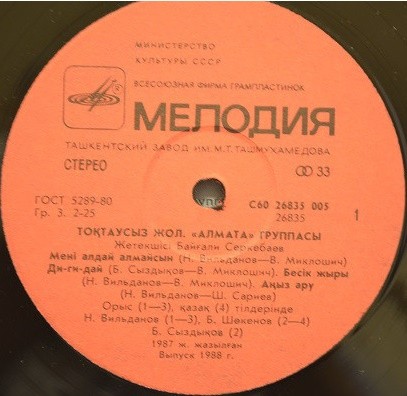 МИНИСТЕРСТВО
КУЛЬТУРЫ СССР
ВСЕСОЮЗНАЯ ФИРМА ГРАМПЛАСТИНОК
МЕЛОДИЯ
ТАШКЕНТСКИЙ ЗАВОД ИМ. М.Т. ТАШМУХАМЕДОВА
СТЕРЕО 33
ГОСТ 5289-80 С60 26835 005
Гр. 3. 2-25 26835 1
ТОҚТАУСЫЗ ЖОЛ. «АЛМАТА» ГРУППАСЫ
Жетекшісі Байғали Серкебаев
Мені алдай алмайсың (Н. Вильданов—В. Миклошич)
Ди-ги-дай (Б. Сыздықов—В. Миклошич). Бесік жыры
(Н. Вильданов—В. Миклошич). Аңыз ару
(Н. Вильданов—Ш. Сариев)
Орыс (1—3), қазақ (4) тілдерінде
Н. Вильданов (1—3), Б. Шәкенов (2—4)
Б. Сыздықов (2)
1987 ж. жазылған
Выпуск 1988 г.